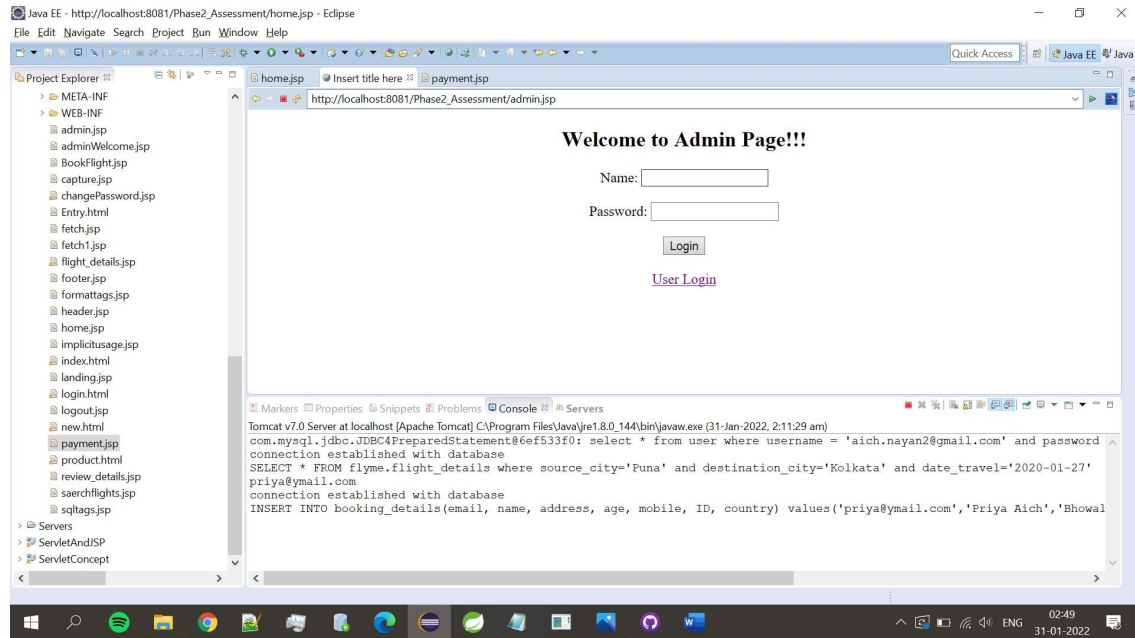 Java EE - http://localhost:8081/Phase2_Assessment/home.jsp - Eclipse
File Edit Navigate Search Project Run Window Help
Quick Access
Java EE
Java
Project Explorer
META-INF
WEB-INF
admin.jsp
adminWelcome.jsp
BookFlight.jsp
capture.jsp
changePassword.jsp
Entry.html
fetch.jsp
fetch1.jsp
flight_details.jsp
footer.jsp
formattags.jsp
header.jsp
home.jsp
implicitusage.jsp
index.html
landing.jsp
login.html
logout.jsp
new.html
payment.jsp
product.html
review_details.jsp
saerchflights.jsp
sqltags.jsp
Servers
ServletAndJSP
ServletConcept
home.jsp Insert title here payment.jsp
http://localhost:8081/Phase2_Assessment/admin.jsp
Welcome to Admin Page!!!
Name:
Password:
Login
User Login
Markers Properties Snippets Problems Console Servers
Tomcat v7.0 Server at localhost [Apache Tomcat] C:\Program Files\Java\jre1.8.0_144\bin\javaw.exe (31-Jan-2022, 2:11:29 am)
com.mysql.jdbc.JDBC4PreparedStatement@6ef533f0: select * from user where username = 'aich.nayan2@gmail.com' and password
connection established with database
SELECT * FROM flyme.flight_details where source_city='Puna' and destination_city='Kolkata' and date_travel='2020-01-27'
priya@ymail.com
connection established with database
INSERT INTO booking_details(email, name, address, age, mobile, ID, country) values('priya@ymail.com','Priya Aich','Bhowal
ENG
02:49
31-01-2022